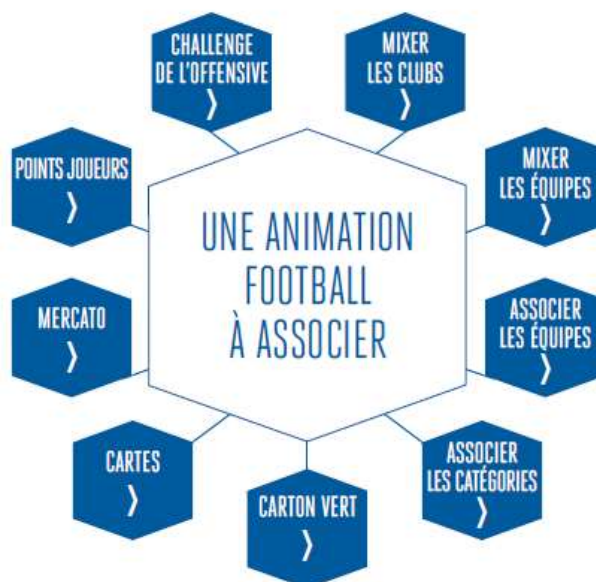 CHALLENGE
DE L'OFFENSIVE
MIXER
LES CLUBS
POINTS JOUEURS
MIXER
LES ÉQUIPES
UNE ANIMATION
FOOTBALL
À ASSOCIER
MERCATO
ASSOCIER
LES ÉQUIPES
CARTES
ASSOCIER
LES CATÉGORIES
CARTON VERT